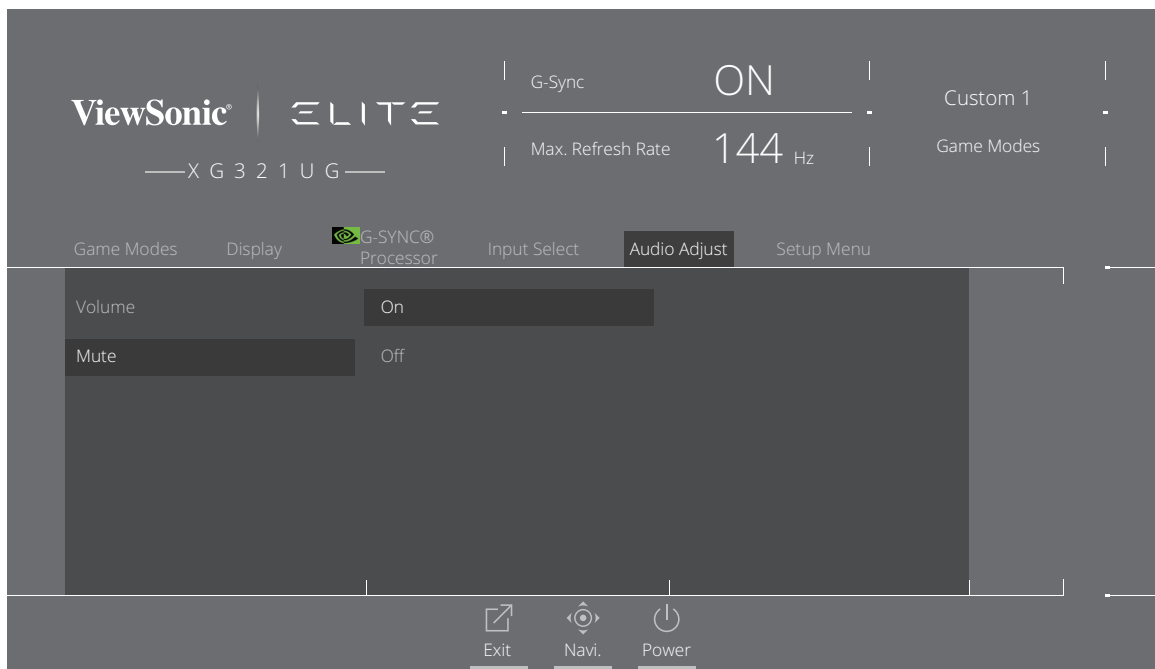 ViewSonic® ELITE
XG321UG
G-Sync ON
Max. Refresh Rate 144 Hz
Custom 1
Game Modes
Game Modes
Display
G-SYNC®
Processor
Input Select
Audio Adjust
Setup Menu
Volume
On
Mute
Off
Exit
Navi.
Power